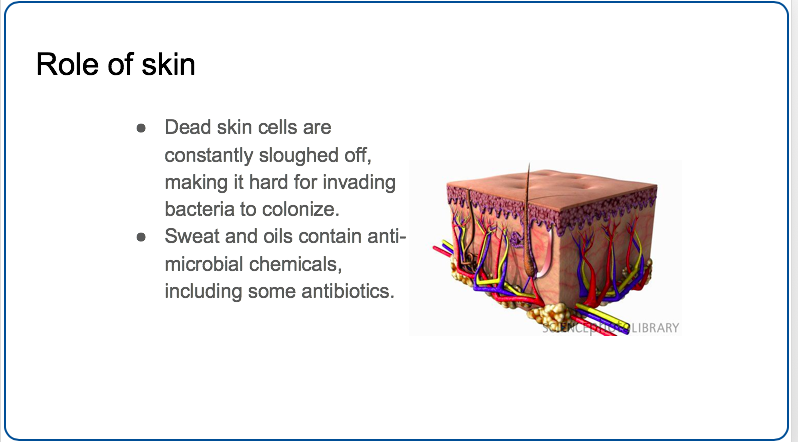 Role of skin
● Dead skin cells are
constantly sloughed off,
making it hard for invading
bacteria to colonize.
● Sweat and oils contain anti-
microbial chemicals,
including some antibiotics.
SCIENCEPHOTOLIBRARY